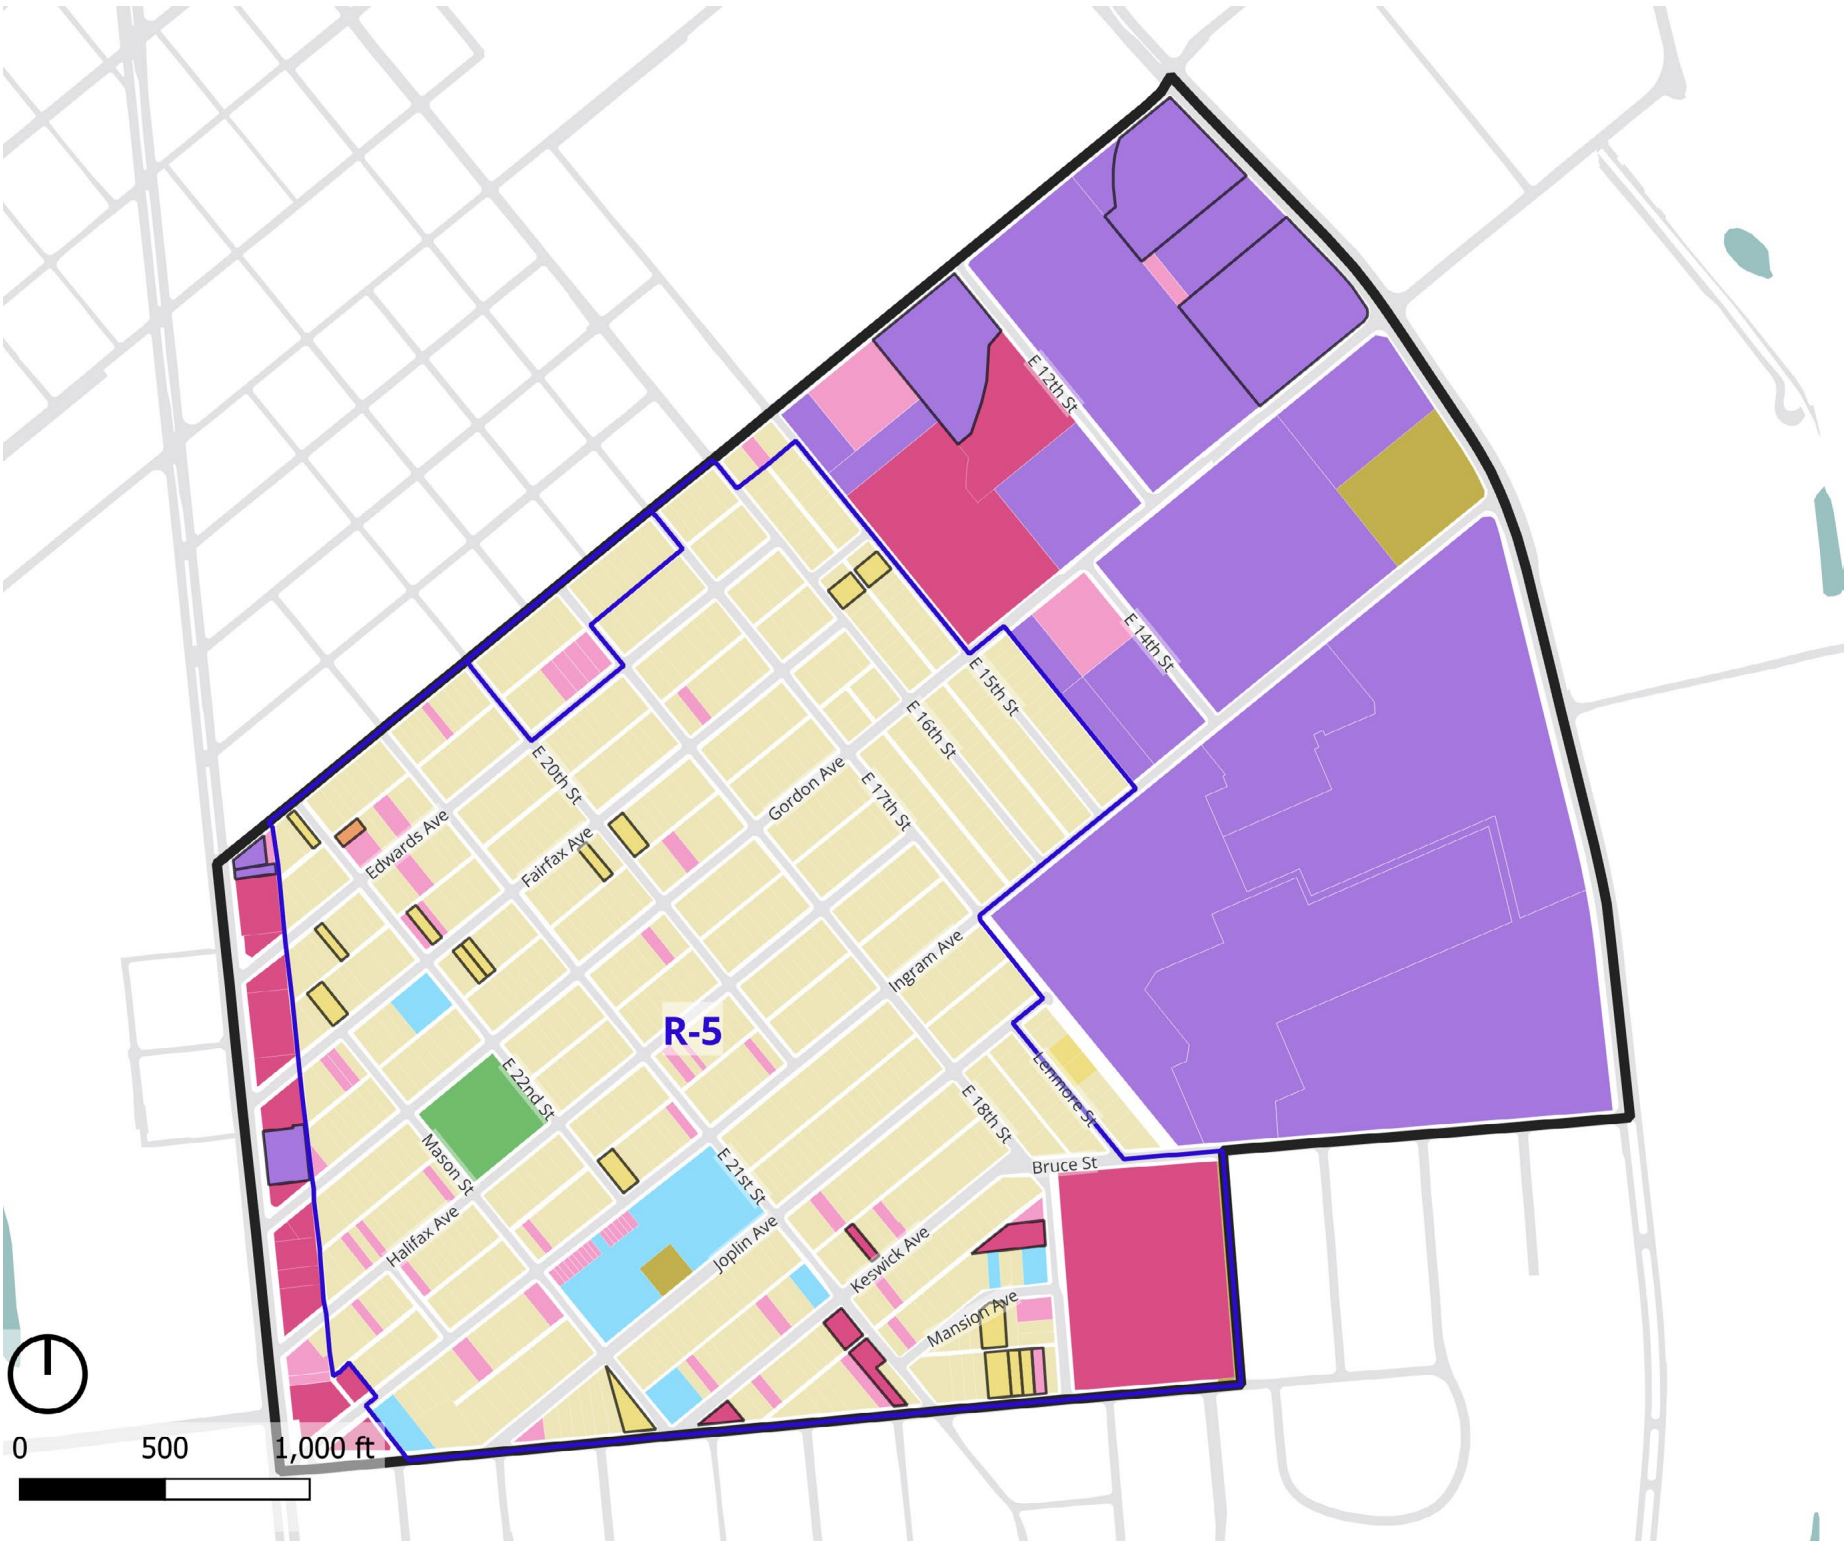 E 12th St
E 14th St
E 15th St
E 16th St
E 20th St
Gordon Ave
E 17th St
Edwards Ave
Fairfax Ave
Ingram Ave
R-5
E 22nd St
Lenmore St
E 18th St
Mason St
Bruce St
E 21st St
Halifax Ave
Joplin Ave
Keswick Ave
Mansion Ave
0 500 1,000 ft